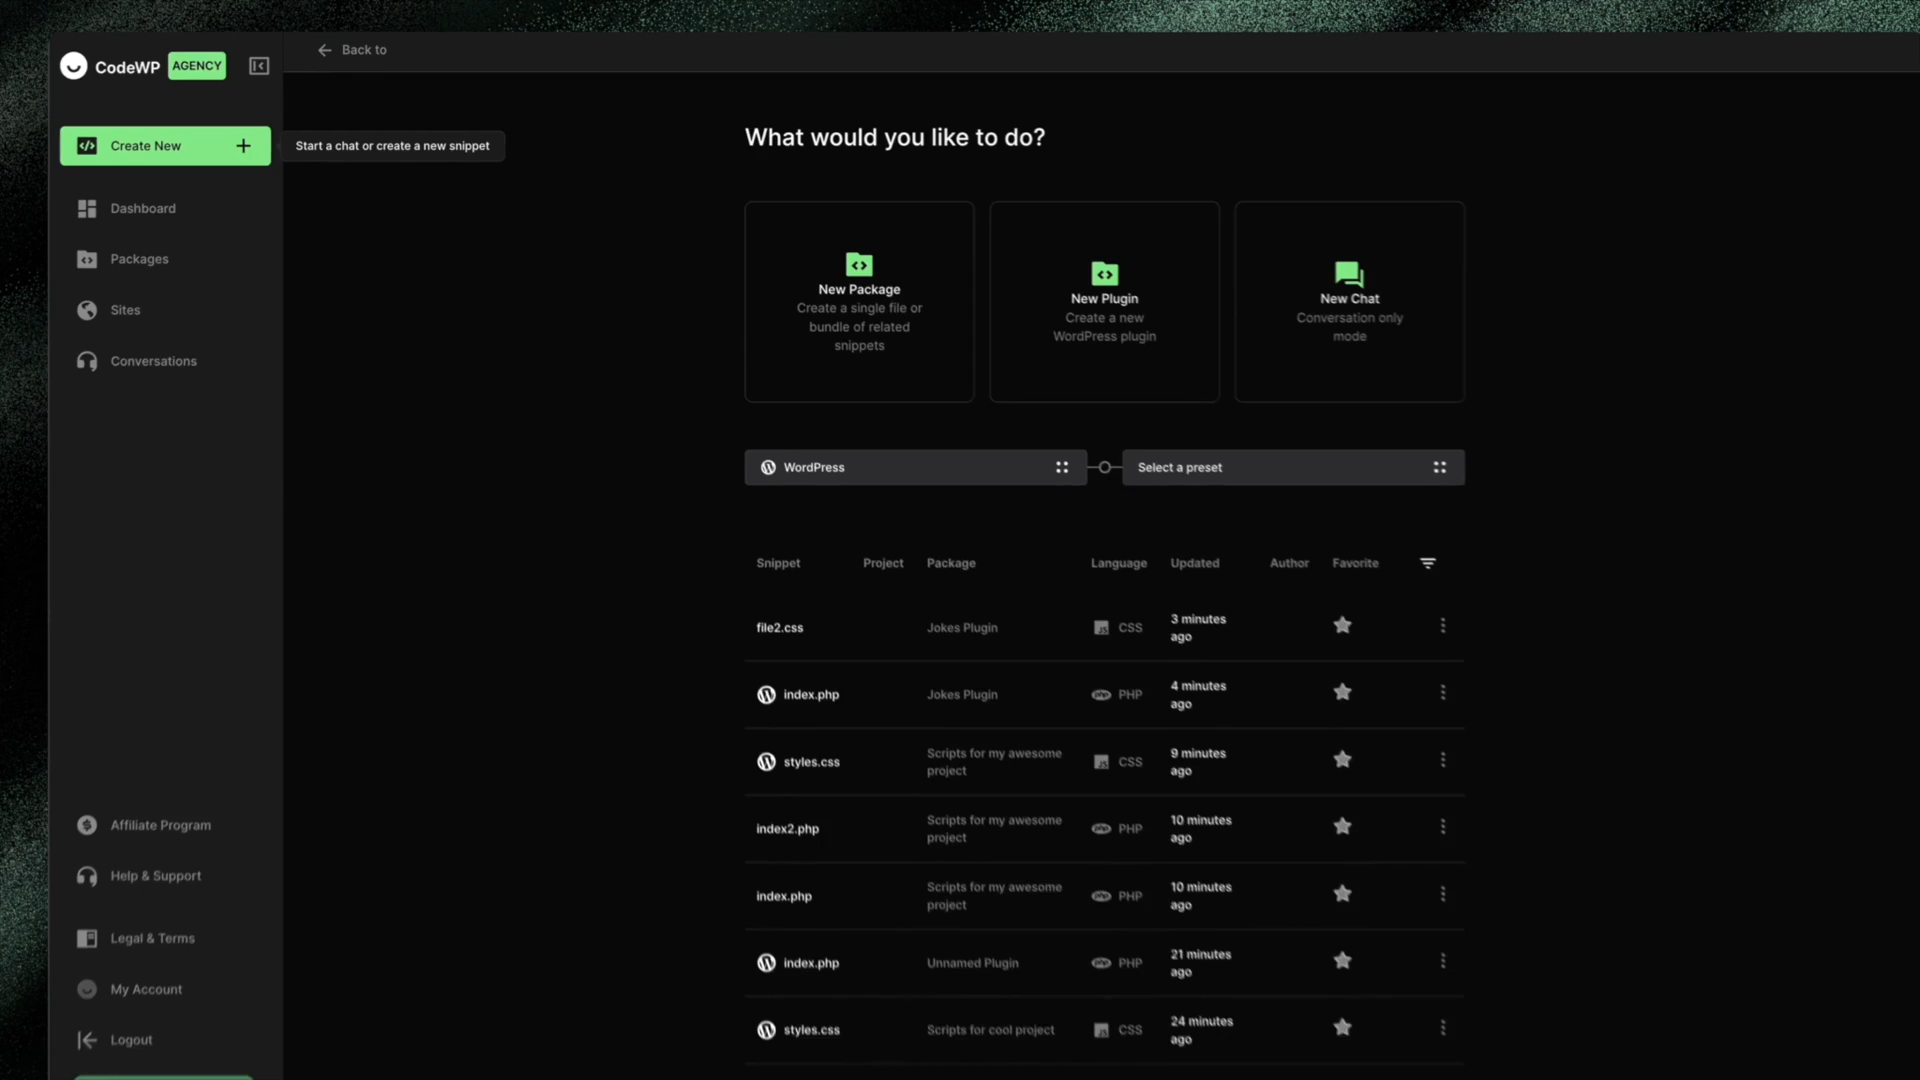 CodeWP AGENCY
Back to
Create New
Start a chat or create a new snippet
Dashboard
Packages
Sites
Conversations
Affiliate Program
Help & Support
Legal & Terms
My Account
Logout
What would you like to do?
New Package
Create a single file or
bundle of related
snippets
New Plugin
Create a new
WordPress plugin
New Chat
Conversation only
mode
WordPress
Select a preset
Snippet Project Package Language Updated Author Favorite
file2.css Jokes Plugin CSS 3 minutes
ago
index.php Jokes Plugin php PHP 4 minutes
ago
styles.css Scripts for my awesome CSS 9 minutes
project ago
index2.php Scripts for my awesome php PHP 10 minutes
project ago
index.php Scripts for my awesome php PHP 10 minutes
project ago
index.php Unnamed Plugin php PHP 21 minutes
ago
styles.css Scripts for cool project CSS 24 minutes
ago